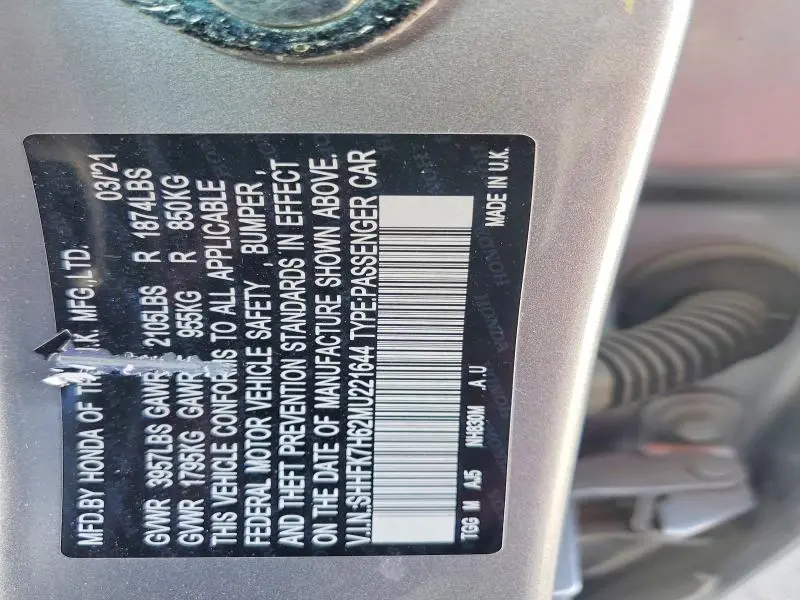 MFD.BY HONDA OF THE U.K. MFG.,LTD. 03/'21
GVWR 3957LBS GAWR F 2105LBS R 1874LBS
GVWR 1795KG GAWR F 955KG R 850KG
THIS VEHICLE CONFORMS TO ALL APPLICABLE
FEDERAL MOTOR VEHICLE SAFETY , BUMPER ,
AND THEFT PREVENTION STANDARDS IN EFFECT
ON THE DATE OF MANUFACTURE SHOWN ABOVE.
V.I.N.:SHHFK7H62MU221644 TYPE:PASSENGER CAR
TGG M AJ5 NH830M .A.U MADE IN U.K.